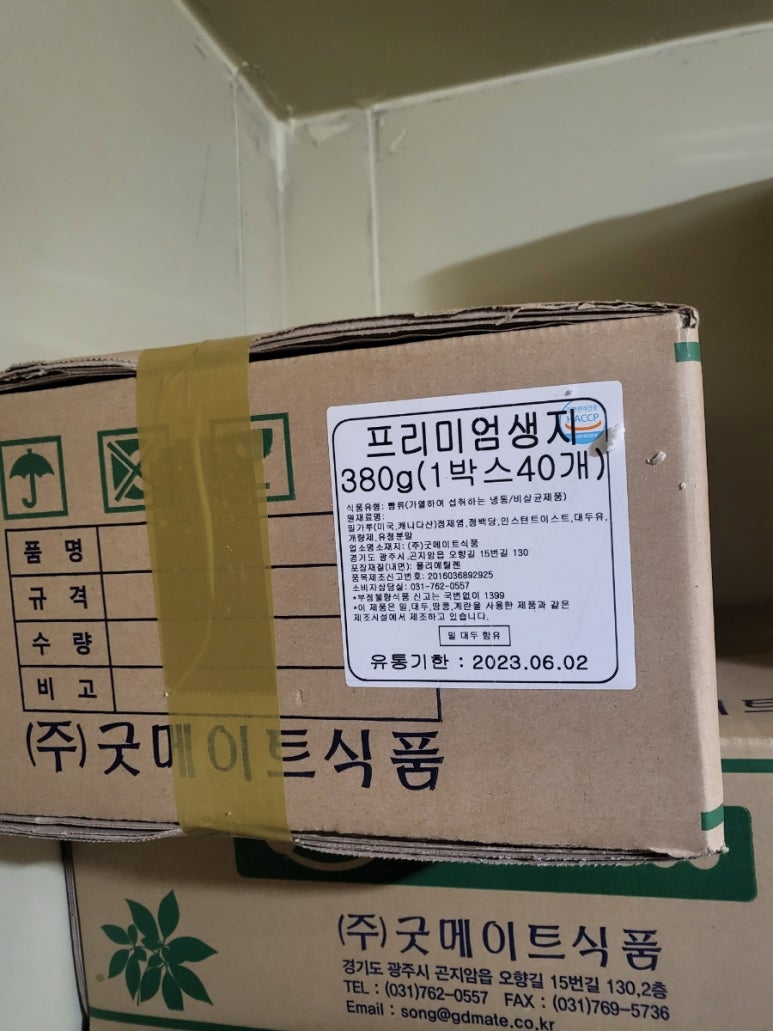 프리미엄생지
HACCP
380g(1박스40개)
식품유형: 빵류(가열하여 섭취하는 냉동/비살균제품)
원재료명:
밀가루(미국,캐나다산)정제염,정백당,인스턴트이스트,대두유,
개량제,유청분말
업소명소재지: (주)굿메이트식품
경기도 광주시 곤지암읍 오향길 15번길 130
포장재질(내면): 폴리에틸렌
품목제조신고번호: 2016036892925
소비자상담실: 031-762-0557
*부정불량식품 신고는 국번없이 1399
*이 제품은 밀,대두,땅콩,계란을 사용한 제품과 같은
제조시설에서 제조하고 있습니다.
밀 대두 함유
유통기한 : 2023.06.02
품 명
규 격
수 량
비 고
(주)굿메이트식품
(주)굿메이트식품
경기도 광주시 곤지암읍 오향길 15번길 130,2층
TEL : (031)762-0557 FAX : (031)769-5736
Email : song@gdmate.co.kr